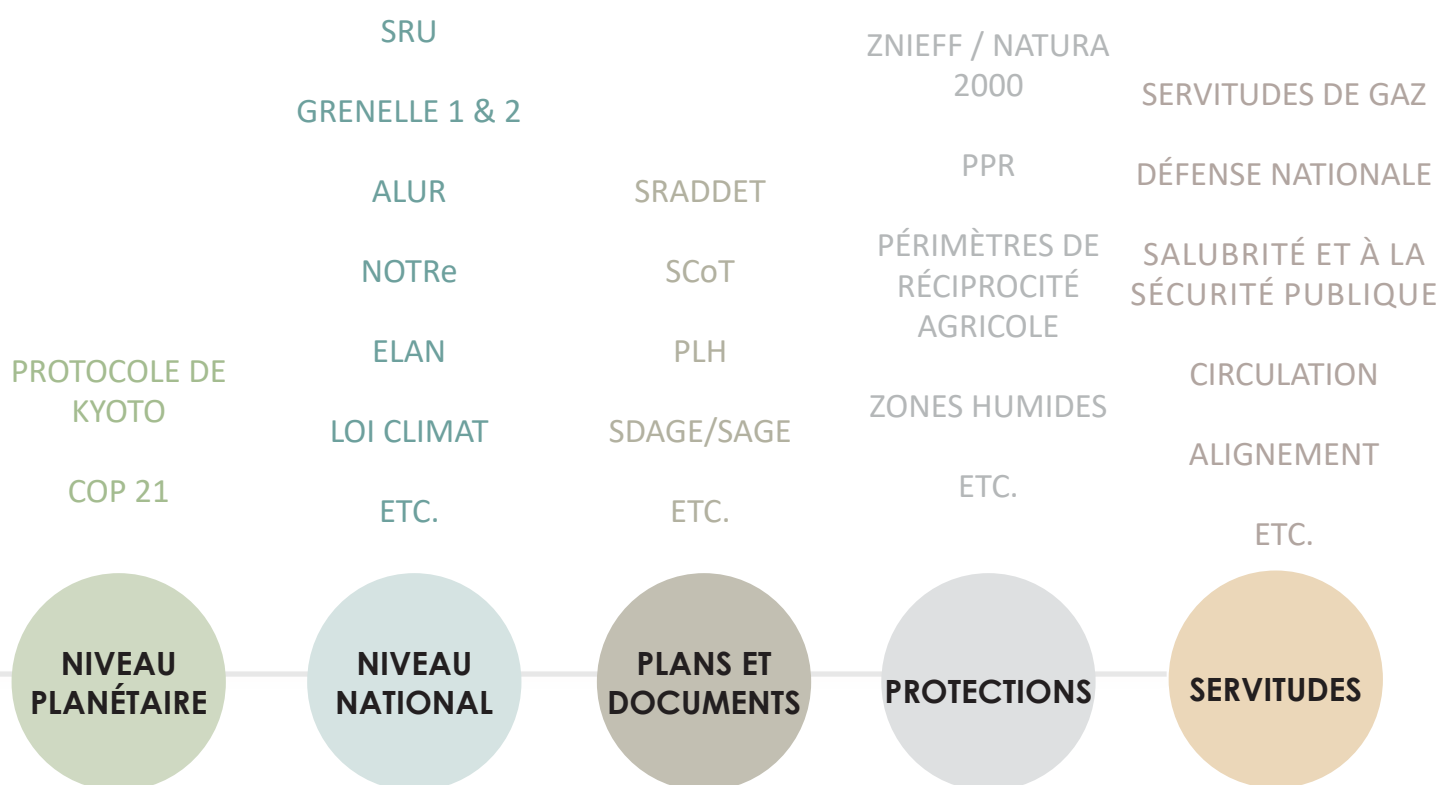 PROTOCOLE DE
KYOTO
COP 21
NIVEAU
PLANÉTAIRE
SRU
GRENELLE 1 & 2
ALUR
NOTRe
ELAN
LOI CLIMAT
ETC.
NIVEAU
NATIONAL
SRADDET
SCoT
PLH
SDAGE/SAGE
ETC.
PLANS ET
DOCUMENTS
ZNIEFF / NATURA
2000
PPR
PÉRIMÈTRES DE
RÉCIPROCITÉ
AGRICOLE
ZONES HUMIDES
ETC.
PROTECTIONS
SERVITUDES DE GAZ
DÉFENSE NATIONALE
SALUBRITÉ ET À LA
SÉCURITÉ PUBLIQUE
CIRCULATION
ALIGNEMENT
ETC.
SERVITUDES